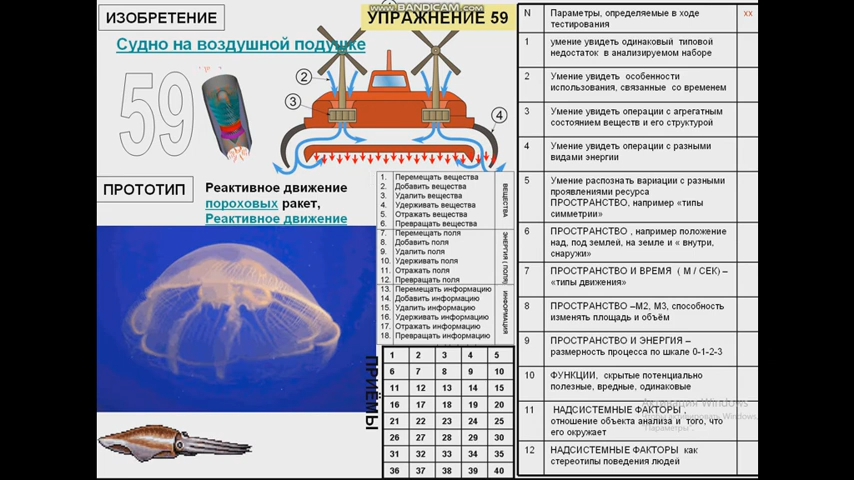 ИЗОБРЕТЕНИЕ
WWW.BANDICAM.COM
УПРАЖНЕНИЕ 59
Судно на воздушной подушке
59
2
3
4
ПРОТОТИП
Реактивное движение
пороховых ракет,
Реактивное движение
1. Перемещать вещества
2. Добавить вещества
3. Удалить вещества
4. Удерживать вещества
5. Отражать вещества
6. Превращать вещества
ВЕЩЕСТВА
7. Перемещать поля
8. Добавить поля
9. Удалить поля
10. Удерживать поля
11. Отражать поля
12. Превращать поля
ЭНЕРГИЯ ( ПОЛЯ)
13. Перемещать информацию
14. Добавить информацию
15. Удалить информацию
16. Удерживать информацию
17. Отражать информацию
18. Превращать информацию
ИНФОРМАЦИЯ
ПРИЁМЫ
1 2 3 4 5
6 7 8 9 10
11 12 13 14 15
16 17 18 19 20
21 22 23 24 25
26 27 28 29 30
31 32 33 34 35
36 37 38 39 40
N Параметры, определяемые в ходе тестирования xx
1 умение увидеть одинаковый типовой
недостаток в анализируемом наборе
2 Умение увидеть особенности
использования, связанные со временем
3 Умение увидеть операции с агрегатным
состоянием веществ и его структурой
4 Умение увидеть операции с разными
видами энергии
5 Умение распознать вариации с разными
проявлениями ресурса
ПРОСТРАНСТВО, например «типы
симметрии»
6 ПРОСТРАНСТВО , например положение
над, под землей, на земле и « внутри,
снаружи»
7 ПРОСТРАНСТВО И ВРЕМЯ ( М / СЕК) –
«типы движения»
8 ПРОСТРАНСТВО –М2, М3, способность
изменять площадь и объём
9 ПРОСТРАНСТВО И ЭНЕРГИЯ –
размерность процесса по шкале 0-1-2-3
10 ФУНКЦИИ, скрытые потенциально
полезные, вредные, одинаковые
Активация Windows
11 НАДСИСТЕМНЫЕ ФАКТОРЫ ,
отношение объекта анализа и того, что
его окружает
активировать Windows,
"Параметры".
12 НАДСИСТЕМНЫЕ ФАКТОРЫ как
стереотипы поведения людей